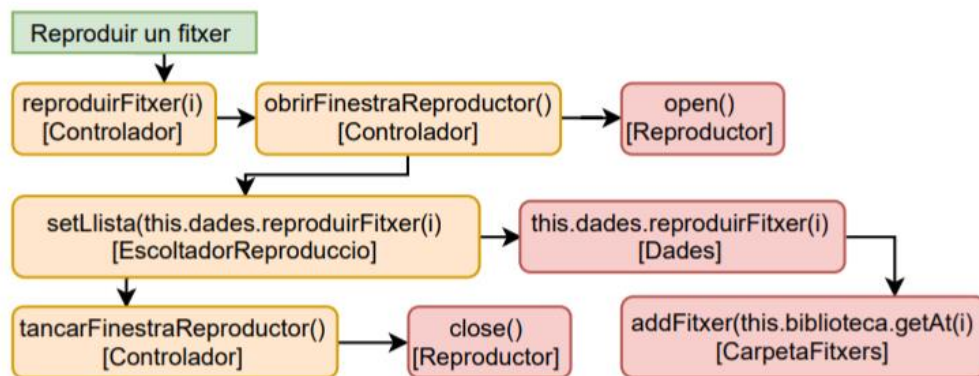 Reproduir un fitxer
reproduirFitxer(i)
[Controlador]
obrirFinestraReproductor()
[Controlador]
open()
[Reproductor]
setLlista(this.dades.reproduirFitxer(i)
[EscoltadorReproduccio]
this.dades.reproduirFitxer(i)
[Dades]
tancarFinestraReproductor()
[Controlador]
close()
[Reproductor]
addFitxer(this.biblioteca.getAt(i)
[CarpetaFitxers]